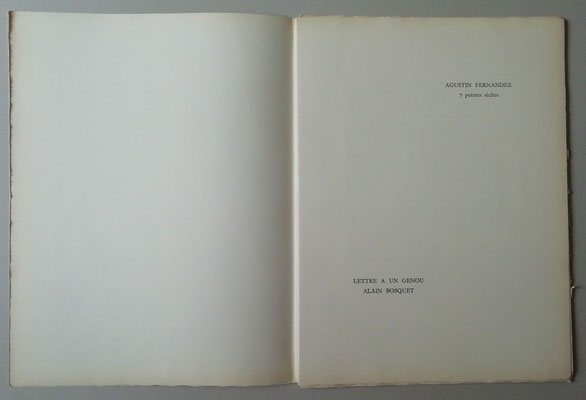 AGUSTIN FERNANDEZ
7 pointes sèches
LETTRE A UN GENOU
ALAIN BOSQUET